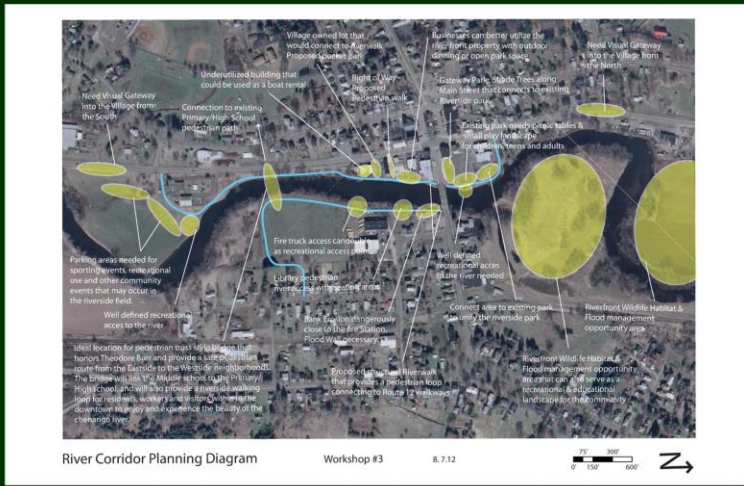 Village owned lot that
would connect to Riverwalk
Proposed pocket park
Businesses can better utilize the
river front property with outdoor
dinning or open park space
Need Visual Gateway
into the Village from
the North
Underutilized building that
could be used as a boat rental
Right of Way
Proposed
Pedestrian walk
Gateway Park, Shade Trees along
Main Street that connects to existing
Riverside park
Need Visual Gateway
into the Village from
the South
Connection to existing
Primary/High School
pedestrian path
Existing park needs picnic tables &
small play landscape
for children, teens and adults
Parking areas needed for
sporting events, recreational
use and other community
events that may occur in
the riverside field.
Fire truck access can double
as recreational access point
Well defined
recreational acces
to the river needed
Library pedestrian
river access with seating areas
Well defined recreational
acces to the river
Bank Erosion dangerously
close to the fire Station.
Flood Wall necessary.
Connect area to existing park
to unify the riverside park
Riverfront Wildlife Habitat &
Flood management
opportunity area
Ideal location for pedestrian truss style bridge that
honors Theodore Burr and provide a safe pedestrian
route from the Eastside to the Westside neighborhoods.
The bridge will link the Middle school to the Primary/
High school, and will also provide a riverside walking
loop for residents, workers and visitors within in the
downtown to enjoy and experience the beauty of the
chenango river.
Proposed structural Riverwalk
that provides a pedestrian loop
connecting to Route 12 walkways
Riverfront Wildlife Habitat &
Flood management opportunity
area that can also serve as a
recreational & educational
landscape for the community
River Corridor Planning Diagram
Workshop #3
8. 7.12
75' 300'
0' 150' 600'